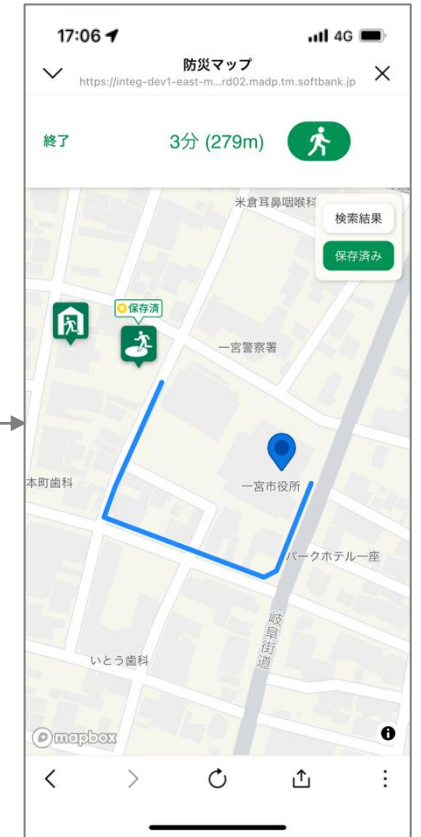 17:06
4G
防災マップ
https://integ-dev1-east-m...rd02.madp.tm.softbank.jp
終了
3分 (279m)
米倉耳鼻咽喉科
検索結果
保存済み
保存済
一宮警察署
本町歯科
一宮市役所
パークホテル一座
岐阜街道
いとう歯科
mapbox